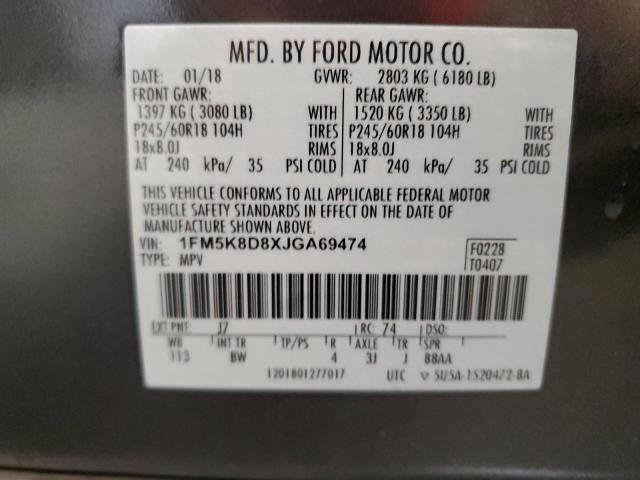 MFD. BY FORD MOTOR CO.
DATE: 01/18 GVWR: 2803 KG ( 6180 LB)
FRONT GAWR: REAR GAWR:
1397 KG ( 3080 LB) WITH 1520 KG ( 3350 LB) WITH
P245/60R18 104H TIRES P245/60R18 104H TIRES
18x8.0J RIMS 18x8.0J RIMS
AT 240 kPa/ 35 PSI COLD AT 240 kPa/ 35 PSI COLD
THIS VEHICLE CONFORMS TO ALL APPLICABLE FEDERAL MOTOR
VEHICLE SAFETY STANDARDS IN EFFECT ON THE DATE OF
MANUFACTURE SHOWN ABOVE.
VIN: 1FM5K8D8XJGA69474 F0228
TYPE: MPV T0407
EXT PNT: J7 RC: 74 DSO:
WB INT TR TP/PS R AXLE TR SPR
113 BW 4 3J J 88AA
1201801277017 UTC ▽ 5U5A-1520472-BA